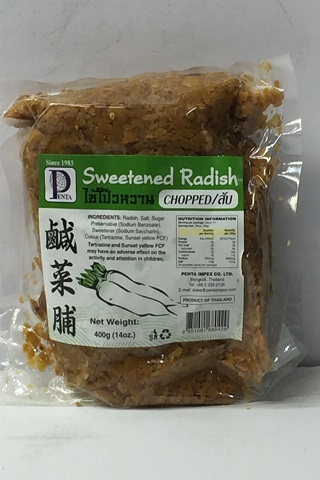 Since 1983
PENTA
Sweetened Radish
ไชโป๊วหวาน
CHOPPED/สับ
鹹菜脯
INGREDIENTS: Radish, Salt, Sugar
Preservative (Sodium Benzoate),
Sweetener (Sodium Saccharin),
Colour (Tartrazine, Sunset yellow FCF)
Tartrazine and Sunset yellow FCF
may have an adverse effect on the
activity and attention in children.
NUTRITION INFORMATION
PENTA IMPEX CO., LTD.
Bangkok, Thailand
PRODUCT OF THAILAND
Net Weight:
400g (14oz.)